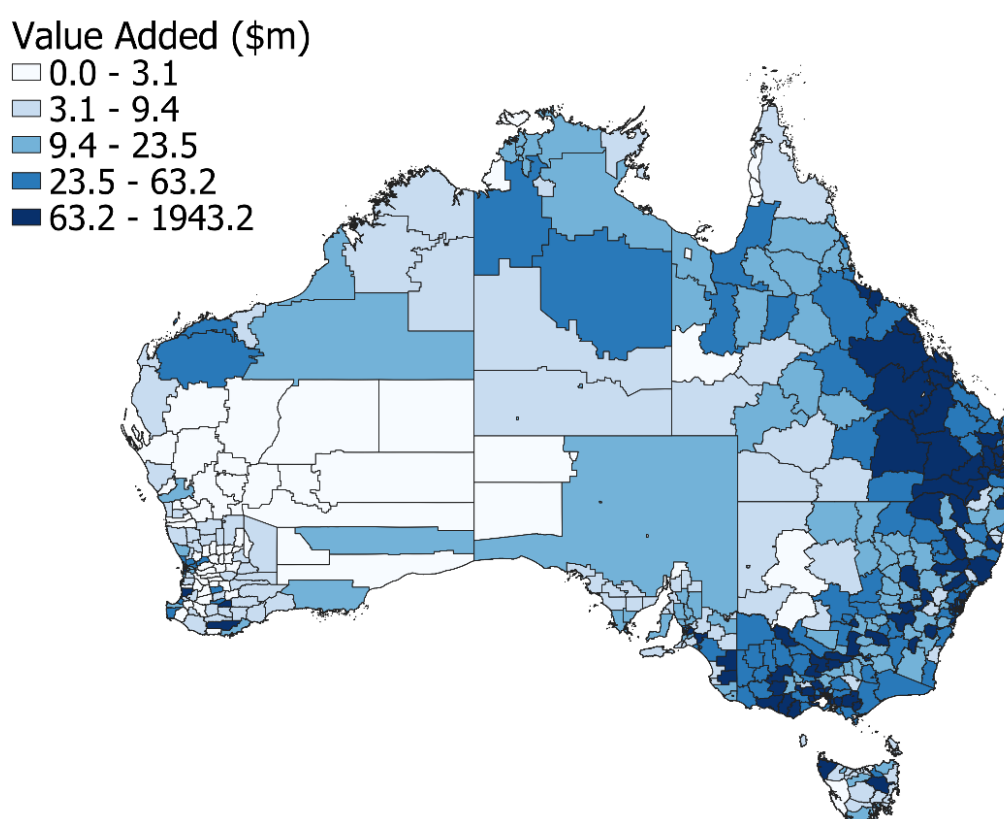 Value Added ($m)
0.0 - 3.1
3.1 - 9.4
9.4 - 23.5
23.5 - 63.2
63.2 - 1943.2